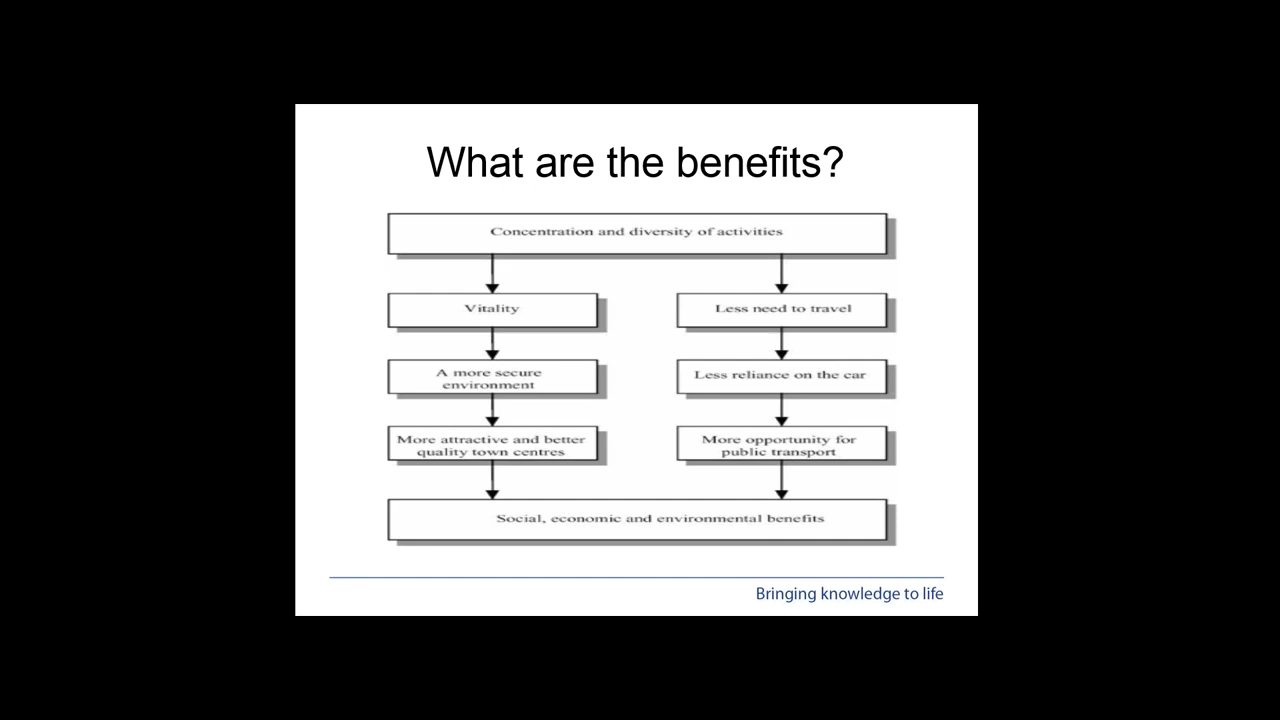 What are the benefits?
Concentration and diversity of activities
Vitality
Less need to travel
A more secure
environment
Less reliance on the car
More attractive and better
quality town centres
More opportunity for
public transport
Social, economic and environmental benefits
Bringing knowledge to life